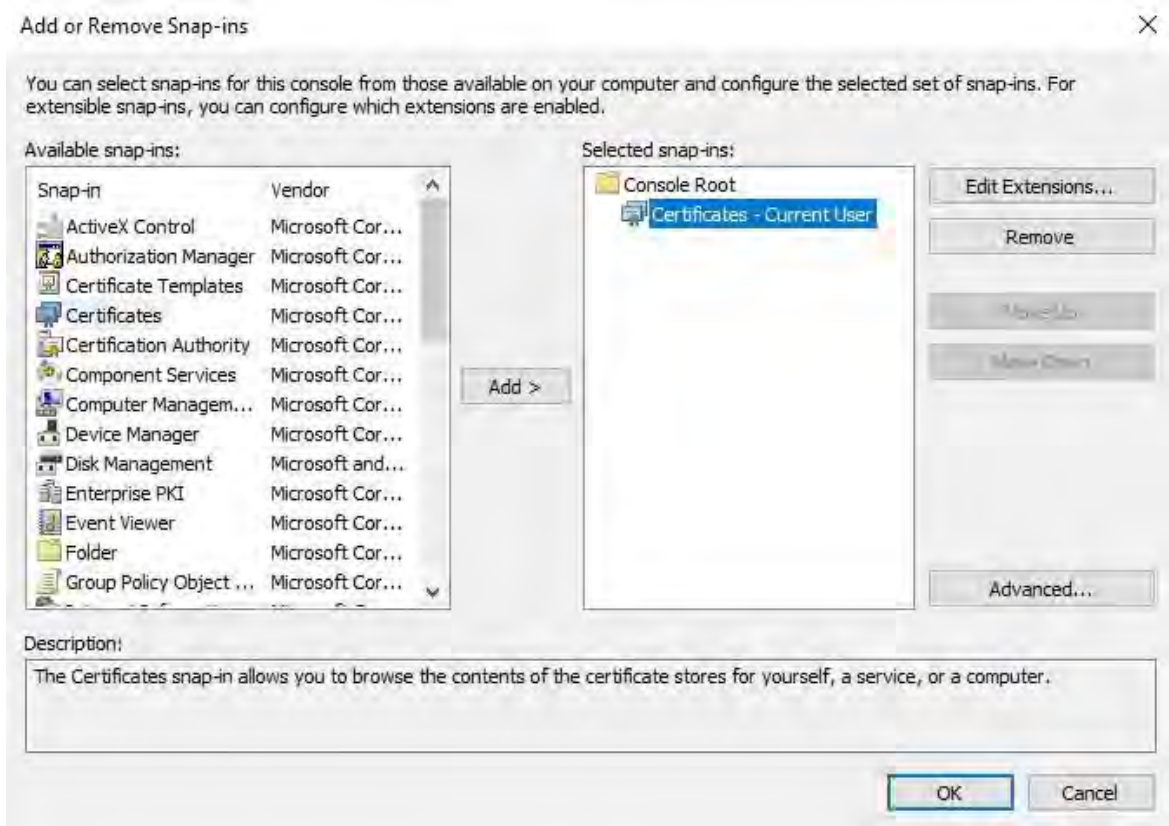 Add or Remove Snap-ins
You can select snap-ins for this console from those available on your computer and configure the selected set of snap-ins. For
extensible snap-ins, you can configure which extensions are enabled.
Available snap-ins:
Snap-in Vendor
ActiveX Control Microsoft Cor...
Authorization Manager Microsoft Cor...
Certificate Templates Microsoft Cor...
Certificates Microsoft Cor...
Certification Authority Microsoft Cor...
Component Services Microsoft Cor...
Computer Managem... Microsoft Cor...
Device Manager Microsoft Cor...
Disk Management Microsoft and...
Enterprise PKI Microsoft Cor...
Event Viewer Microsoft Cor...
Folder Microsoft Cor...
Group Policy Object ... Microsoft Cor...
Add >
Selected snap-ins:
Console Root
Certificates - Current User
Edit Extensions...
Remove
Move Up
Move Down
Advanced...
Description:
The Certificates snap-in allows you to browse the contents of the certificate stores for yourself, a service, or a computer.
OK Cancel